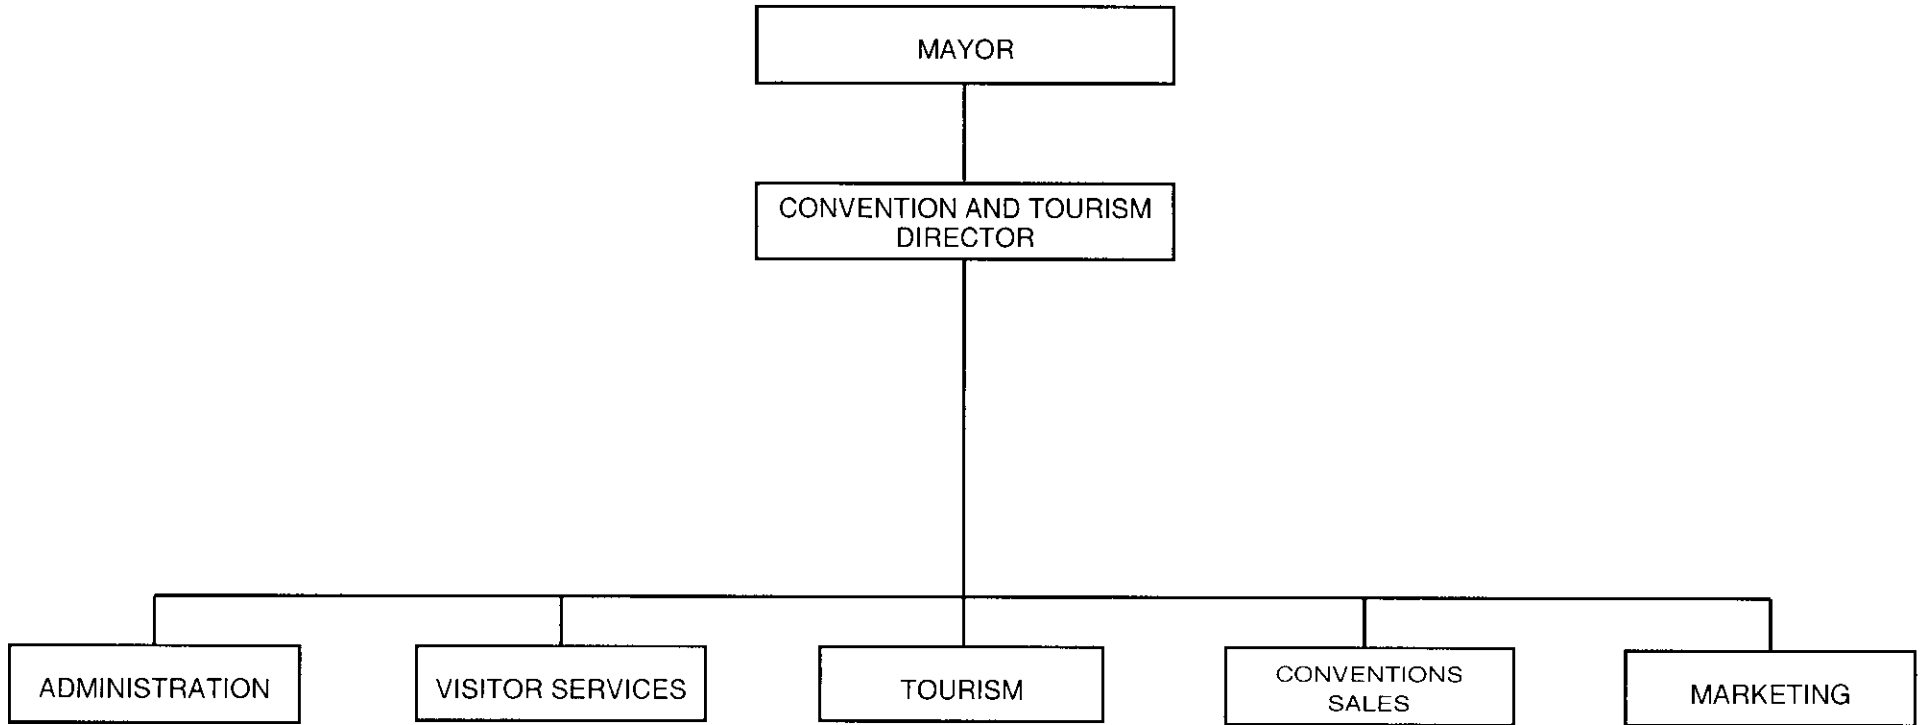 MAYOR
CONVENTION AND TOURISM
DIRECTOR
ADMINISTRATION
VISITOR SERVICES
TOURISM
CONVENTIONS
SALES
MARKETING